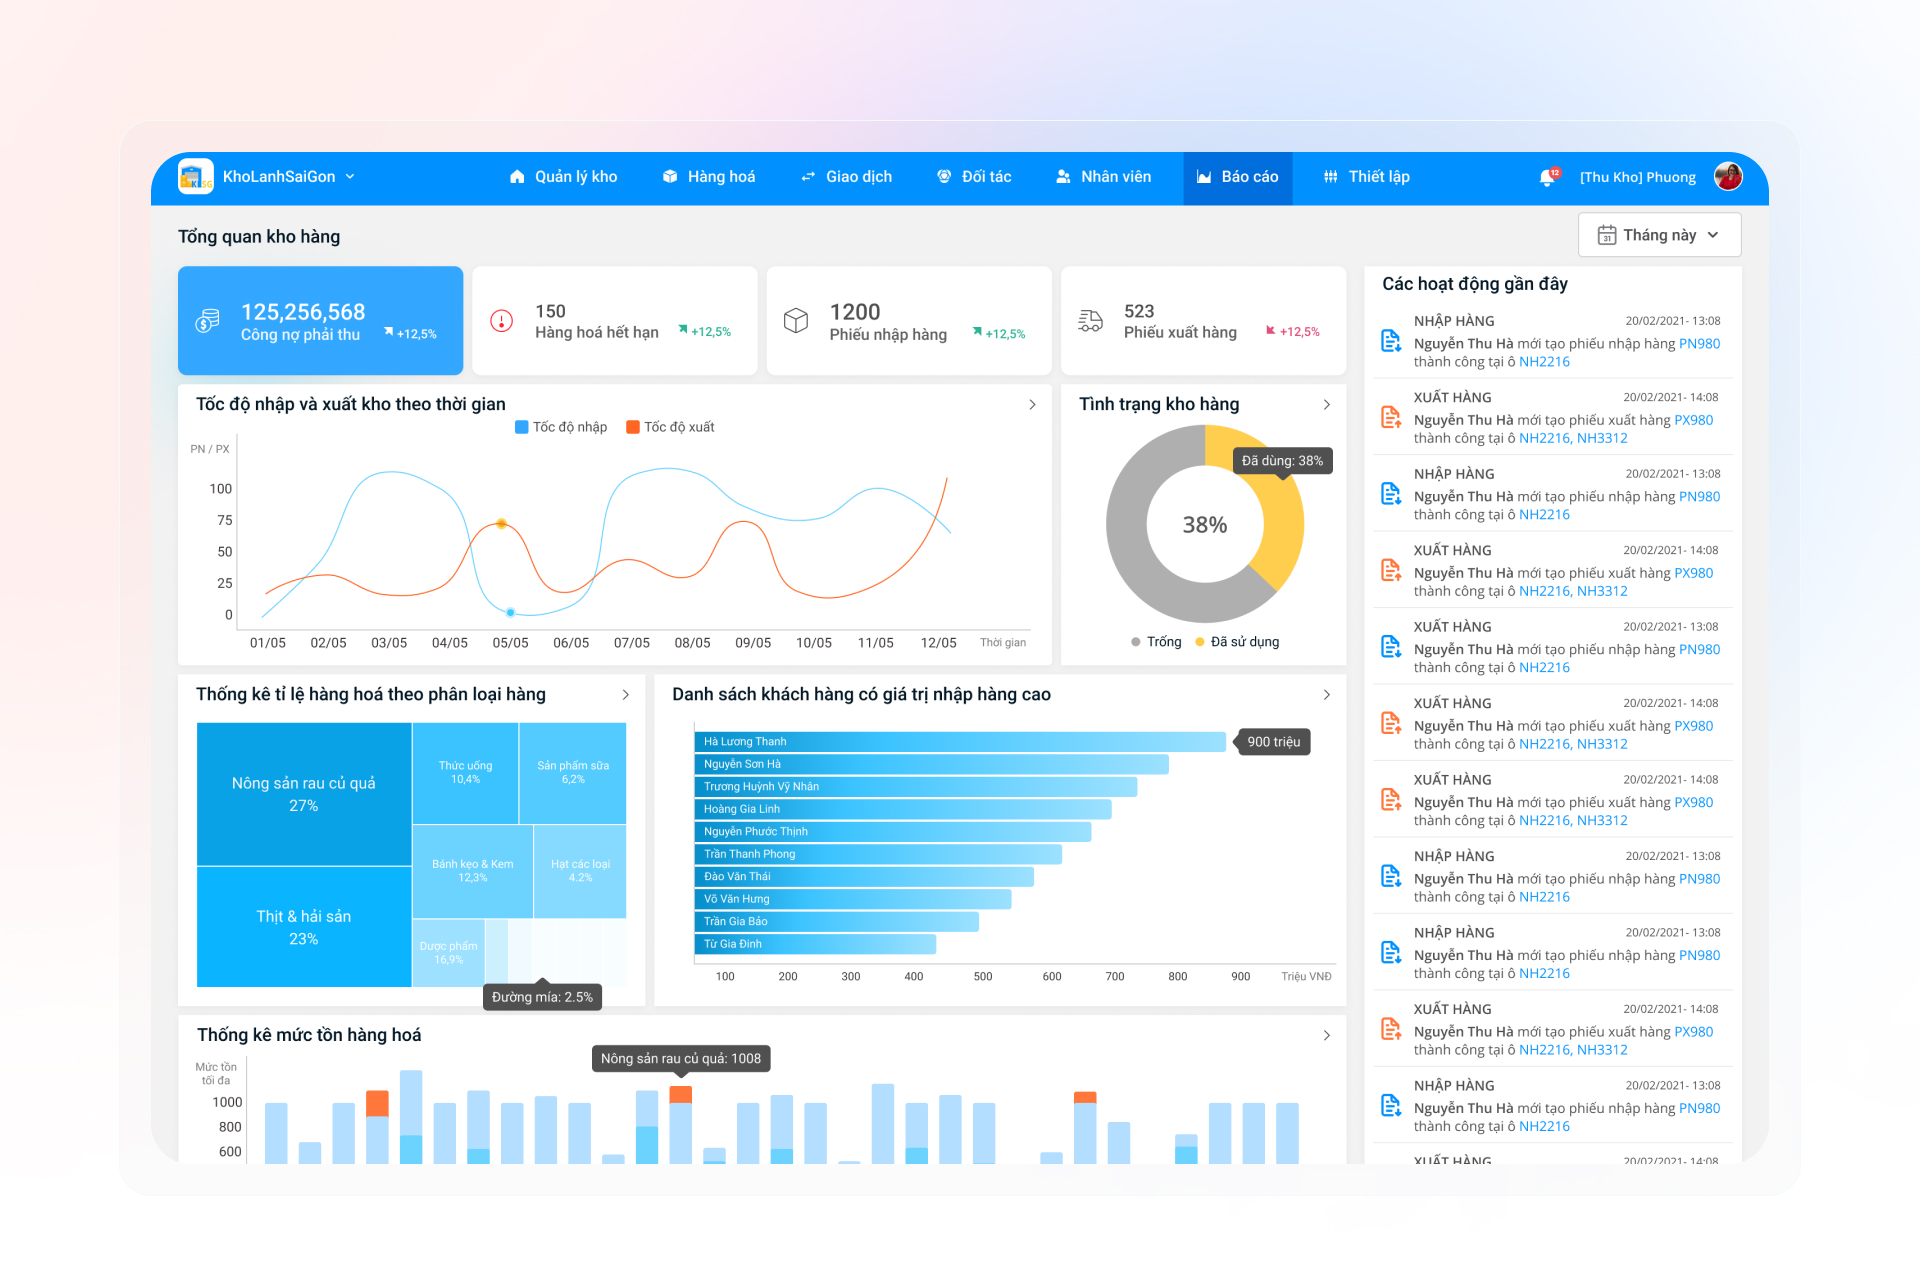 KhoLanhSaiGon
Quản lý kho
Hàng hoá
Giao dịch
Đối tác
Nhân viên
Báo cáo
Thiết lập
12
[Thu Kho] Phuong
Tổng quan kho hàng
31
Tháng này
125,256,568
Công nợ phải thu
+12,5%
150
Hàng hoá hết hạn
+12,5%
1200
Phiếu nhập hàng
+12,5%
523
Phiếu xuất hàng
+12,5%
Tốc độ nhập và xuất kho theo thời gian
Tốc độ nhập
Tốc độ xuất
PN / PX
100
75
50
25
0
01/05 02/05 03/05 04/05 05/05 06/05 07/05 08/05 09/05 10/05 11/05 12/05 Thời gian
Tình trạng kho hàng
Đã dùng: 38%
38%
Trống
Đã sử dụng
Thống kê tỉ lệ hàng hoá theo phân loại hàng
Nông sản rau củ quả
27%
Thịt & hải sản
23%
Thức uống
10,4%
Sản phẩm sữa
6,2%
Bánh kẹo & Kem
12,3%
Hạt các loại
4.2%
Dược phẩm
16,9%
Đường mía: 2.5%
Danh sách khách hàng có giá trị nhập hàng cao
Hà Lương Thanh
900 triệu
Nguyễn Sơn Hà
Trương Huỳnh Vỹ Nhân
Hoàng Gia Linh
Nguyễn Phước Thịnh
Trần Thanh Phong
Đào Văn Thái
Võ Văn Hưng
Trần Gia Bảo
Từ Gia Đinh
100 200 300 400 500 600 700 800 900 Triệu VNĐ
Thống kê mức tồn hàng hoá
Mức tồn
tối đa
1000
800
600
Nông sản rau củ quả: 1008
Các hoạt động gần đây
NHẬP HÀNG 20/02/2021- 13:08
Nguyễn Thu Hà mới tạo phiếu nhập hàng PN980
thành công tại ô NH2216
XUẤT HÀNG 20/02/2021- 14:08
Nguyễn Thu Hà mới tạo phiếu xuất hàng PX980
thành công tại ô NH2216, NH3312
NHẬP HÀNG 20/02/2021- 13:08
Nguyễn Thu Hà mới tạo phiếu nhập hàng PN980
thành công tại ô NH2216
XUẤT HÀNG 20/02/2021- 14:08
Nguyễn Thu Hà mới tạo phiếu xuất hàng PX980
thành công tại ô NH2216, NH3312
XUẤT HÀNG 20/02/2021- 13:08
Nguyễn Thu Hà mới tạo phiếu nhập hàng PN980
thành công tại ô NH2216
XUẤT HÀNG 20/02/2021- 14:08
Nguyễn Thu Hà mới tạo phiếu xuất hàng PX980
thành công tại ô NH2216, NH3312
XUẤT HÀNG 20/02/2021- 14:08
Nguyễn Thu Hà mới tạo phiếu xuất hàng PX980
thành công tại ô NH2216, NH3312
NHẬP HÀNG 20/02/2021- 13:08
Nguyễn Thu Hà mới tạo phiếu nhập hàng PN980
thành công tại ô NH2216
NHẬP HÀNG 20/02/2021- 13:08
Nguyễn Thu Hà mới tạo phiếu nhập hàng PN980
thành công tại ô NH2216
XUẤT HÀNG 20/02/2021- 14:08
Nguyễn Thu Hà mới tạo phiếu xuất hàng PX980
thành công tại ô NH2216, NH3312
NHẬP HÀNG 20/02/2021- 13:08
Nguyễn Thu Hà mới tạo phiếu nhập hàng PN980
thành công tại ô NH2216
XUẤT HÀNG 20/02/2021- 14:08